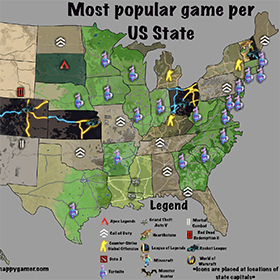 Most popular game per
US State
Legend
Apex Legends
Call of Duty
Counter-Strike
Global Offensive
Dota 2
Fortnite
Grand Theft
Auto V
Hearthstone
League of Legends
Minecraft
Monster
Hunter
Mortal
Kombat
Red Dead
Redemption 2
Rocket League
World of
Warcraft
happygamer.com
*Icons are placed at location
state capitals*